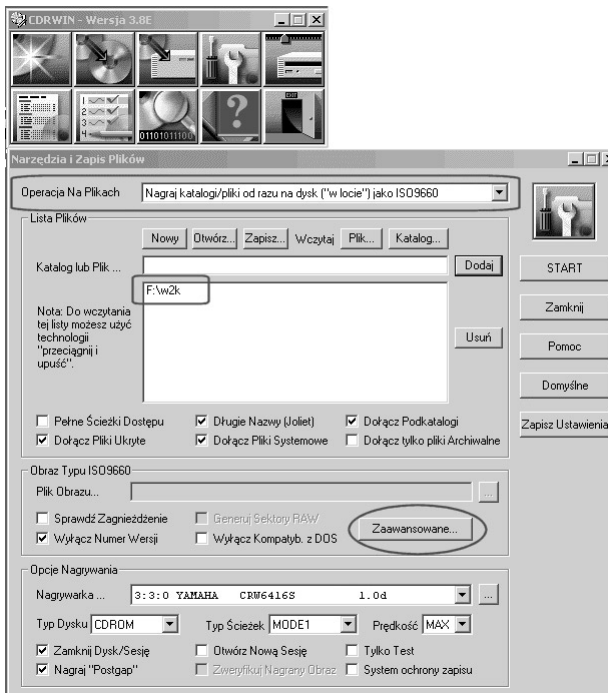 CDRWIN - Wersja 3.8E
01101011100
Narzędzia i Zapis Plików
Operacja Na Plikach
Nagraj katalogi/pliki od razu na dysk ("w locie") jako ISO9660
Lista Plików
Nowy Otwórz... Zapisz... Wczytaj Plik... Katalog...
Katalog lub Plik ... Dodaj
F:\w2k
Nota: Do wczytania
tej listy możesz użyć
technologii
"przeciągnij i
upuść".
Usuń
Pełne Ścieżki Dostępu Długie Nazwy (Joliet) Dołącz Podkatalogi
Dołącz Pliki Ukryte Dołącz Pliki Systemowe Dołącz tylko pliki Archiwalne
Obraz Typu ISO9660
Plik Obrazu... ...
Sprawdź Zagnieżdżenie Generuj Sektory RAW
Wyłącz Numer Wersji Wyłącz Kompatyb. z DOS
Zaawansowane...
Opcje Nagrywania
Nagrywarka ... 3:3:0 YAMAHA CRW6416S 1.0d ...
Typ Dysku CDROM Typ Ścieżek MODE1 Prędkość MAX
Zamknij Dysk/Sesję Otwórz Nową Sesję Tylko Test
Nagraj "Postgap" Zweryfikuj Nagrany Obraz System ochrony zapisu
START
Zamknij
Pomoc
Domyślne
Zapisz Ustawienia